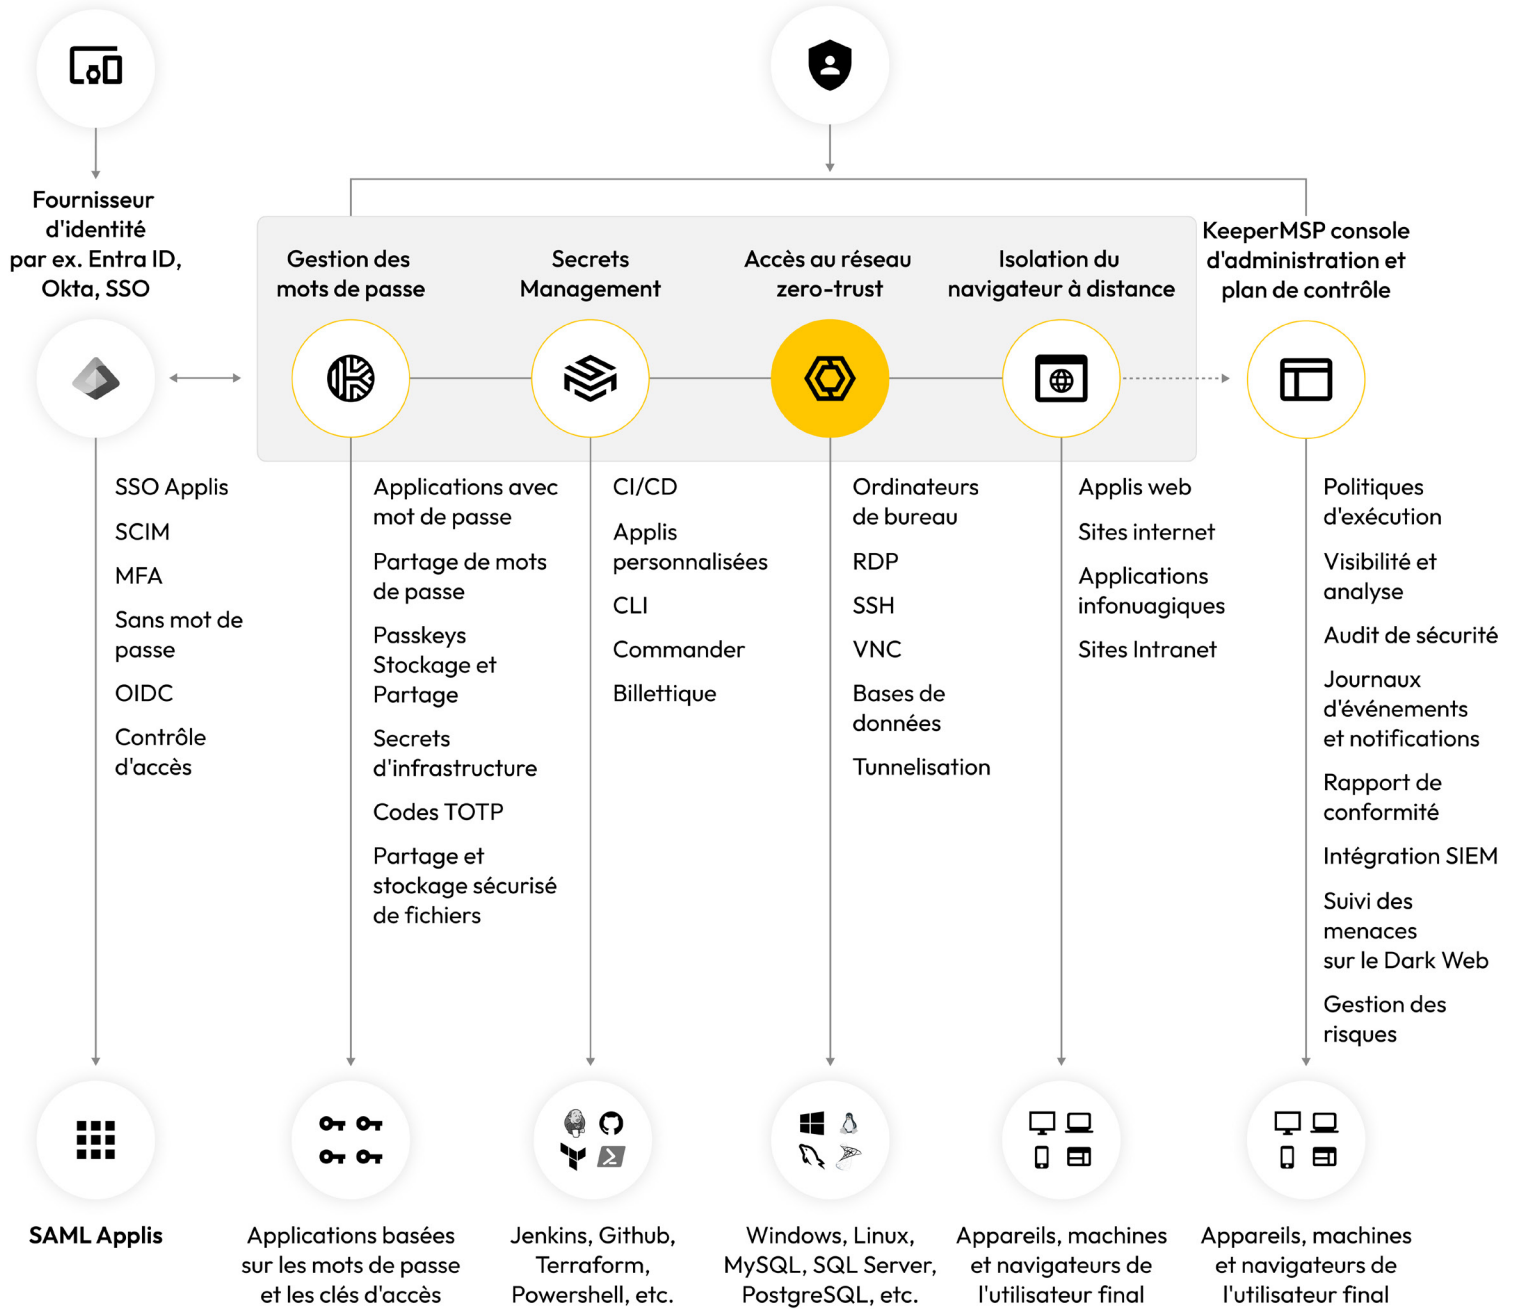 Fournisseur
d'identité
par ex. Entra ID,
Okta, SSO
Gestion des
mots de passe
Secrets
Management
Accès au réseau
zero-trust
Isolation du
navigateur à distance
KeeperMSP console
d'administration et
plan de contrôle
SSO Applis
SCIM
MFA
Sans mot de
passe
OIDC
Contrôle
d'accès
Applications avec
mot de passe
Partage de mots
de passe
Passkeys
Stockage et
Partage
Secrets
d'infrastructure
Codes TOTP
Partage et
stockage sécurisé
de fichiers
CI/CD
Applis
personnalisées
CLI
Commander
Billettique
Ordinateurs
de bureau
RDP
SSH
VNC
Bases de
données
Tunnelisation
Applis web
Sites internet
Applications
infonuagiques
Sites Intranet
Politiques
d'exécution
Visibilité et
analyse
Audit de sécurité
Journaux
d'événements
et notifications
Rapport de
conformité
Intégration SIEM
Suivi des
menaces
sur le Dark Web
Gestion des
risques
SAML Applis
Applications basées
sur les mots de passe
et les clés d'accès
Jenkins, Github,
Terraform,
Powershell, etc.
Windows, Linux,
MySQL, SQL Server,
PostgreSQL, etc.
Appareils, machines
et navigateurs de
l'utilisateur final
Appareils, machines
et navigateurs de
l'utilisateur final